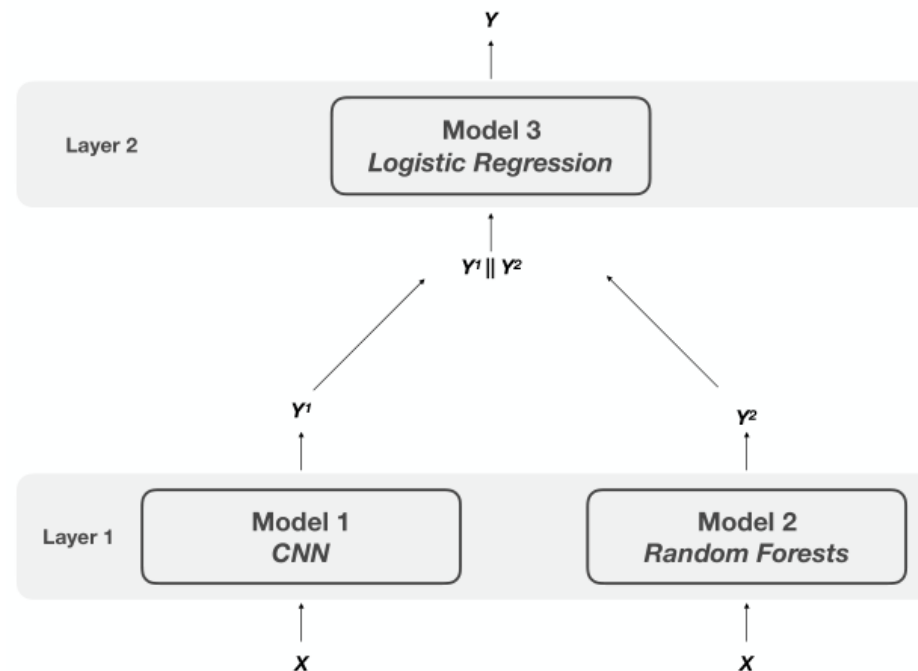 Y
Layer 2
Model 3
Logistic Regression
Y¹ || Y²
Y¹
Y²
Layer 1
Model 1
CNN
Model 2
Random Forests
X
X